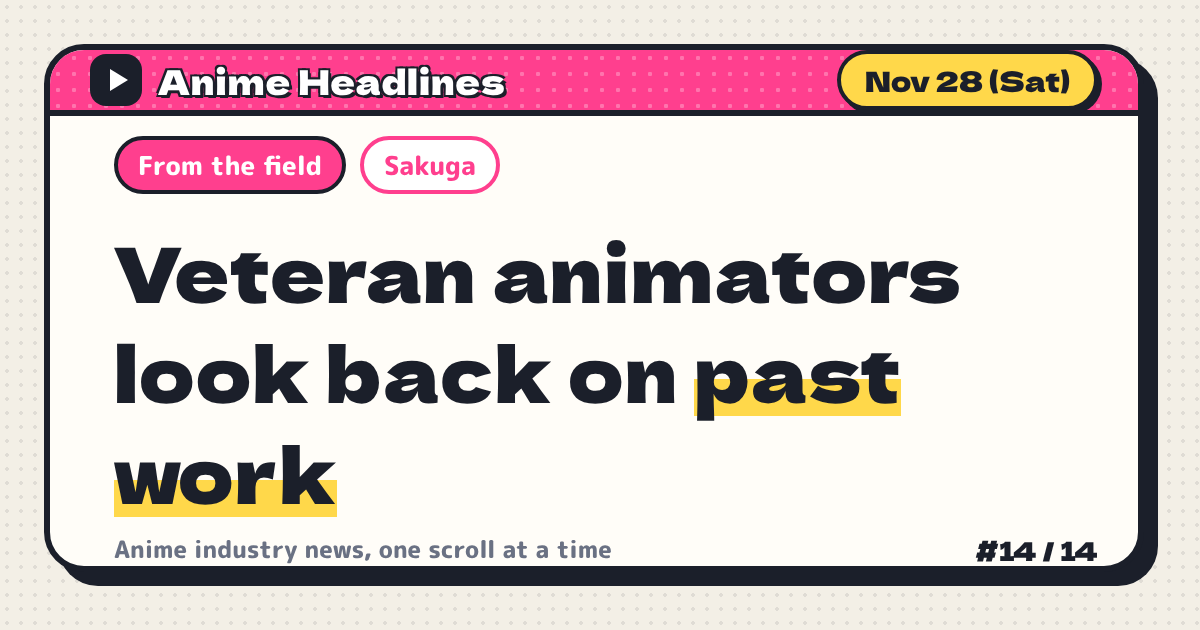 Anime Headlines
Nov 28 (Sat)
From the field
Sakuga
Veteran animators
look back on past
work
Anime industry news, one scroll at a time
#14 / 14